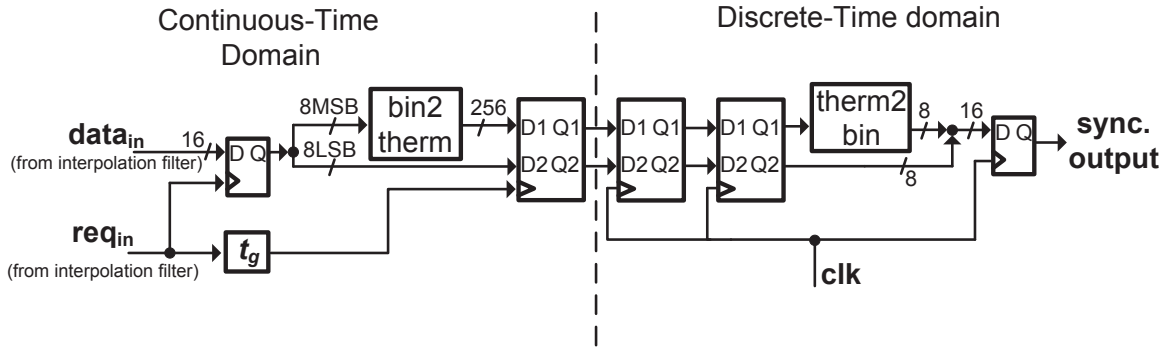 Continuous-Time
Domain
Discrete-Time domain
8MSB
bin2
therm
256
D1 Q1
D2 Q2
D1 Q1
D2 Q2
D1 Q1
D2 Q2
therm2
bin
8
16
D Q
sync.
output
data_in
16
(from interpolation filter)
D Q
8LSB
8
req_in
(from interpolation filter)
t_g
clk